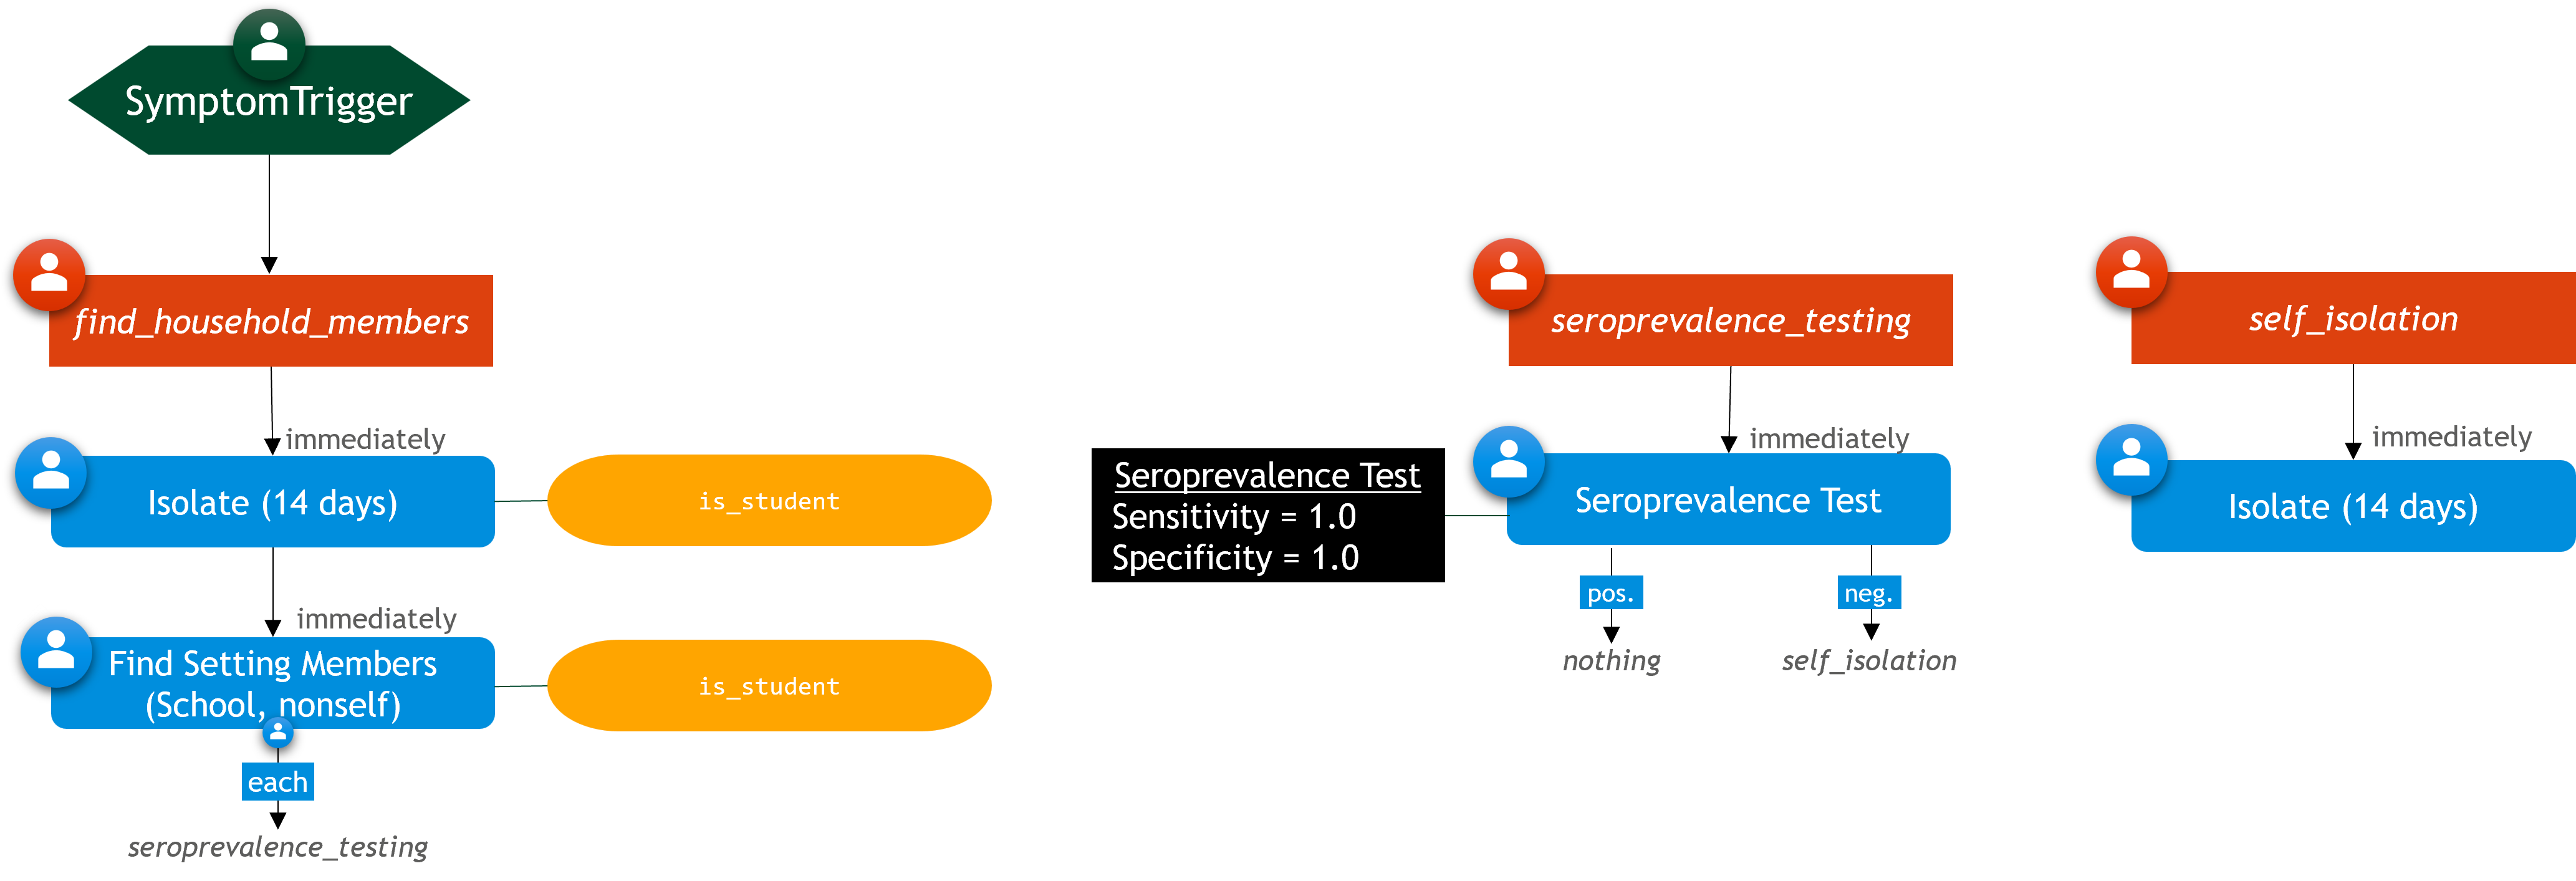 SymptomTrigger
find_household_members
immediately
Isolate (14 days)
is_student
immediately
Find Setting Members
(School, nonself)
is_student
each
seroprevalence_testing
seroprevalence_testing
immediately
Seroprevalence Test
Sensitivity = 1.0
Specificity = 1.0
Seroprevalence Test
pos.
neg.
nothing
self_isolation
self_isolation
immediately
Isolate (14 days)